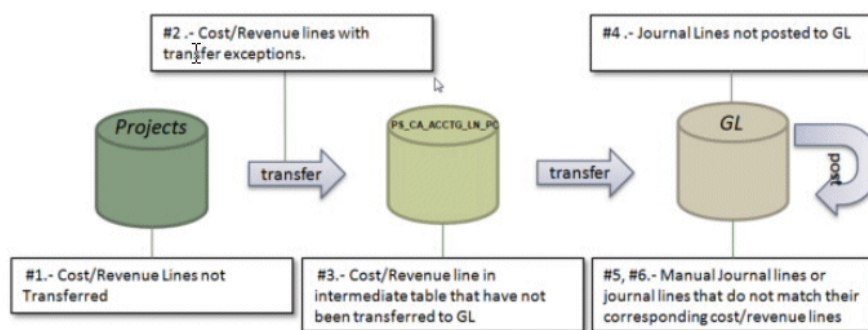 #2 .- Cost/Revenue lines with
transfer exceptions.
#4 .- Journal Lines not posted to GL
Projects
PS_CA_ACCTG_LN_PC
GL
transfer
transfer
post
#1.- Cost/Revenue Lines not
Transferred
#3.- Cost/Revenue line in
intermediate table that have not
been transferred to GL
#5, #6.- Manual Journal lines or
journal lines that do not match their
corresponding cost/revenue lines